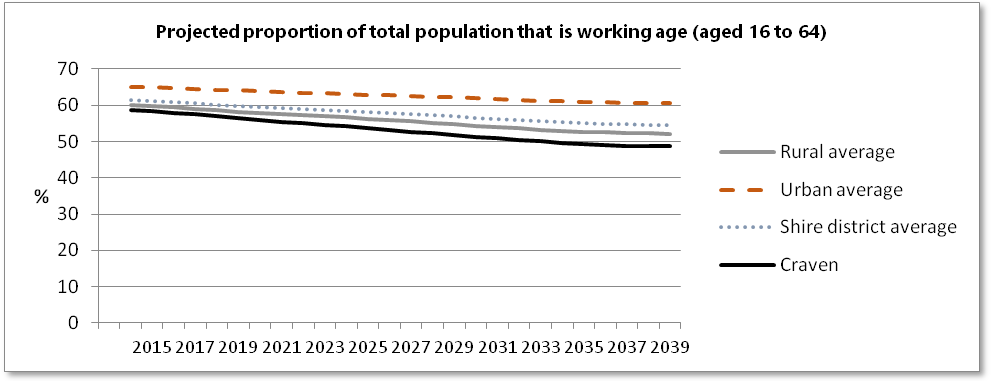 Projected proportion of total population that is working age (aged 16 to 64)
70
60
50
40
30
20
10
0
%
2015 2017 2019 2021 2023 2025 2027 2029 2031 2033 2035 2037 2039
Rural average
Urban average
Shire district average
Craven